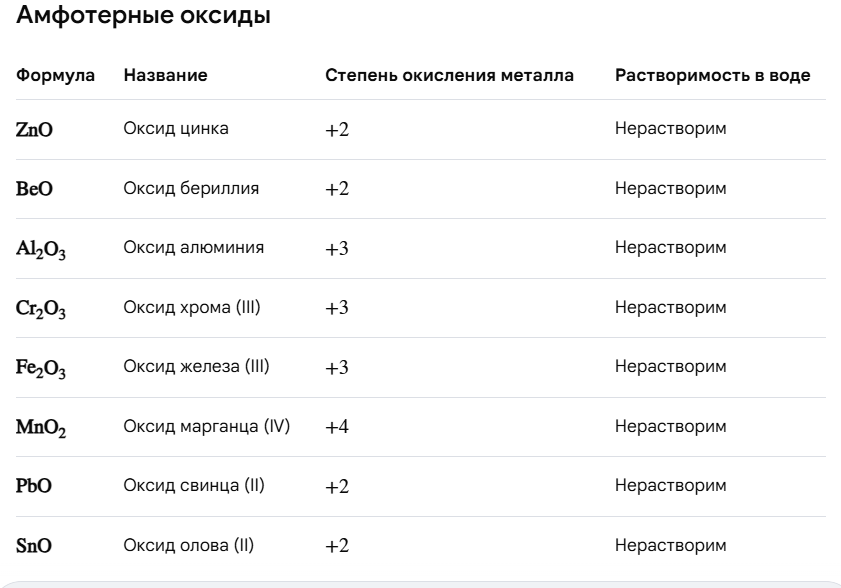 Амфотерные оксиды
Формула Название Степень окисления металла Растворимость в воде
ZnO Оксид цинка +2 Нерастворим
BeO Оксид бериллия +2 Нерастворим
Al₂O₃ Оксид алюминия +3 Нерастворим
Cr₂O₃ Оксид хрома (III) +3 Нерастворим
Fe₂O₃ Оксид железа (III) +3 Нерастворим
MnO₂ Оксид марганца (IV) +4 Нерастворим
PbO Оксид свинца (II) +2 Нерастворим
SnO Оксид олова (II) +2 Нерастворим